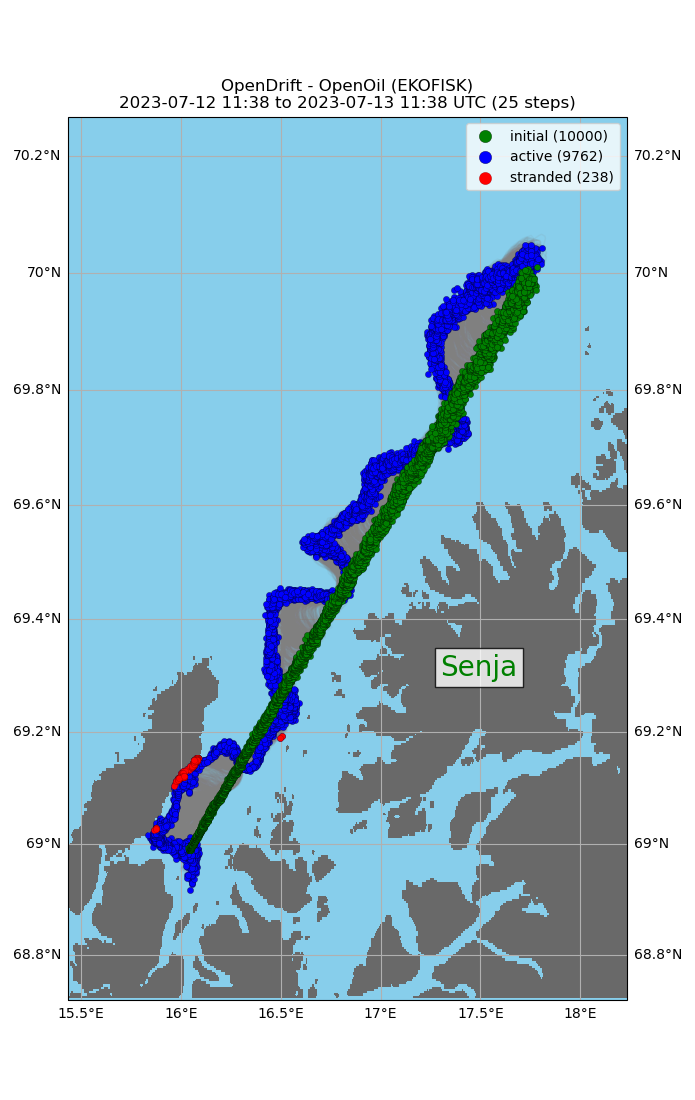 OpenDrift - OpenOil (EKOFISK)
2023-07-12 11:38 to 2023-07-13 11:38 UTC (25 steps)
initial (10000)
active (9762)
stranded (238)
70.2°N 70.2°N
70°N 70°N
69.8°N 69.8°N
69.6°N 69.6°N
69.4°N 69.4°N
Senja
69.2°N 69.2°N
69°N 69°N
68.8°N 68.8°N
15.5°E 16°E 16.5°E 17°E 17.5°E 18°E